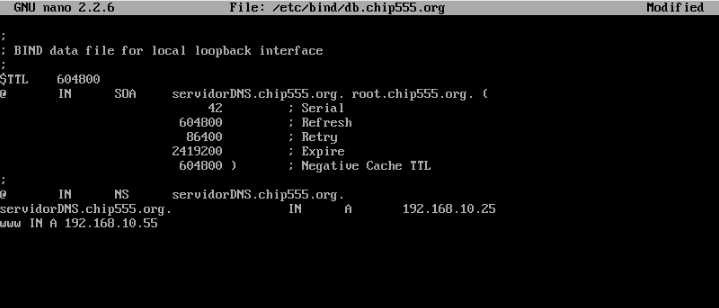 GNU nano 2.2.6 File: /etc/bind/db.chip555.org Modified
;
; BIND data file for local loopback interface
;
$TTL 604800
@ IN SOA servidorDNS.chip555.org. root.chip555.org. (
42 ; Serial
604800 ; Refresh
86400 ; Retry
2419200 ; Expire
604800 ) ; Negative Cache TTL
;
@ IN NS servidorDNS.chip555.org.
servidorDNS.chip555.org. IN A 192.168.10.25
www IN A 192.168.10.55